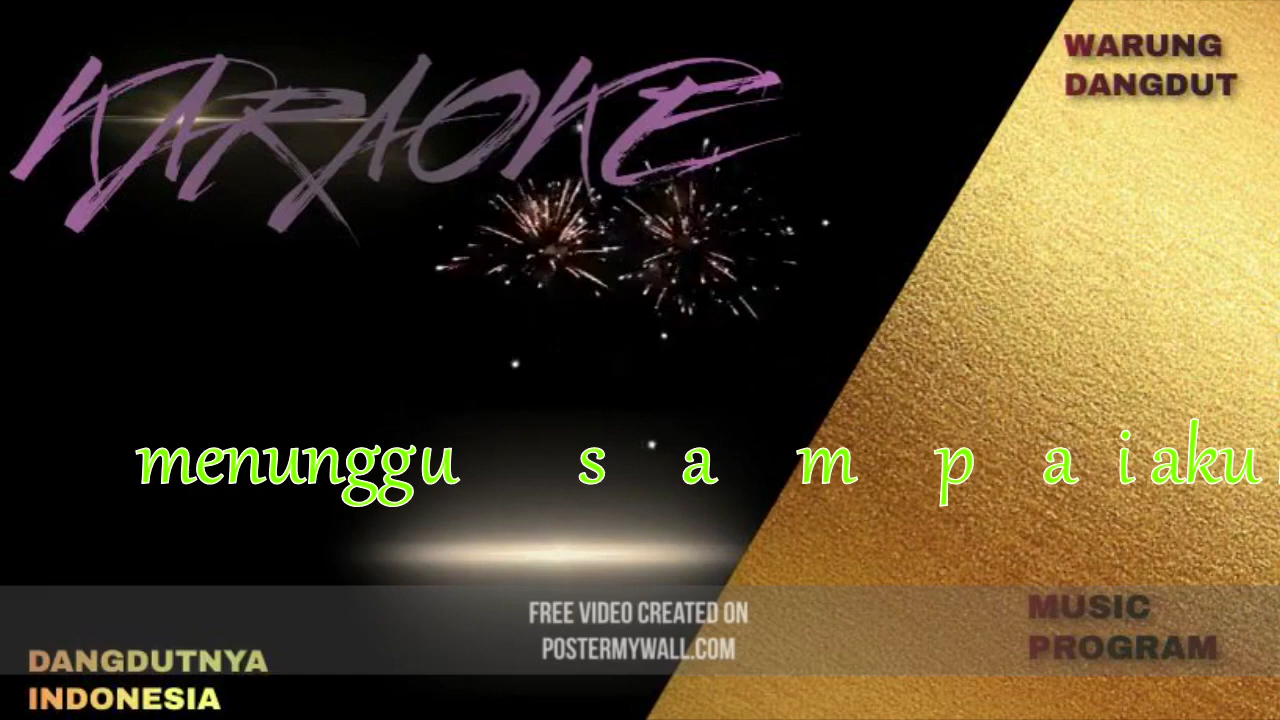 KARAOKE
WARUNG
DANGDUT
menunggu s a m p a i aku
FREE VIDEO CREATED ON
POSTERMYWALL.COM
MUSIC
PROGRAM
DANGDUTNYA
INDONESIA